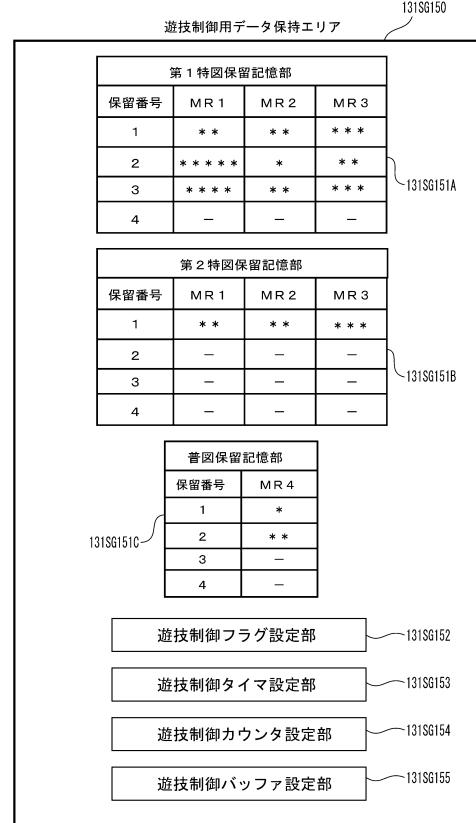 131SG150
遊技制御用データ保持エリア
第1特図保留記憶部
保留番号 MR1 MR2 MR3
1 ** ** ***
2 ***** * **
3 **** ** ***
4 － － －
131SG151A
第2特図保留記憶部
保留番号 MR1 MR2 MR3
1 ** ** ***
2 － － －
3 － － －
4 － － －
131SG151B
普図保留記憶部
保留番号 MR4
1 *
2 **
3 －
4 －
131SG151C
遊技制御フラグ設定部 131SG152
遊技制御タイマ設定部 131SG153
遊技制御カウンタ設定部 131SG154
遊技制御バッファ設定部 131SG155